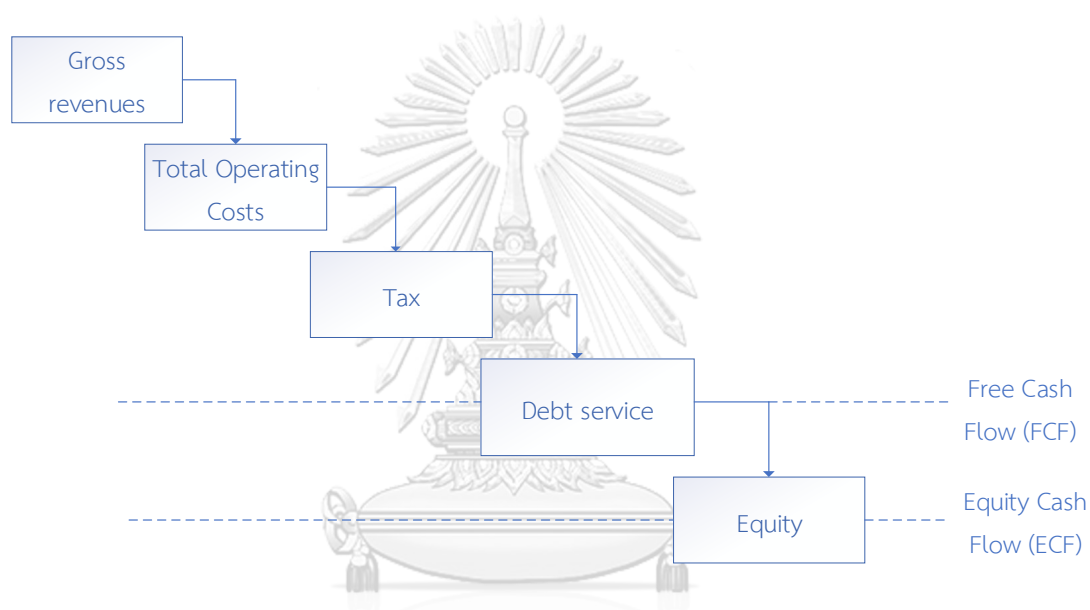 Gross
revenues
Total Operating
Costs
Tax
Debt service
Free Cash
Flow (FCF)
Equity
Equity Cash
Flow (ECF)